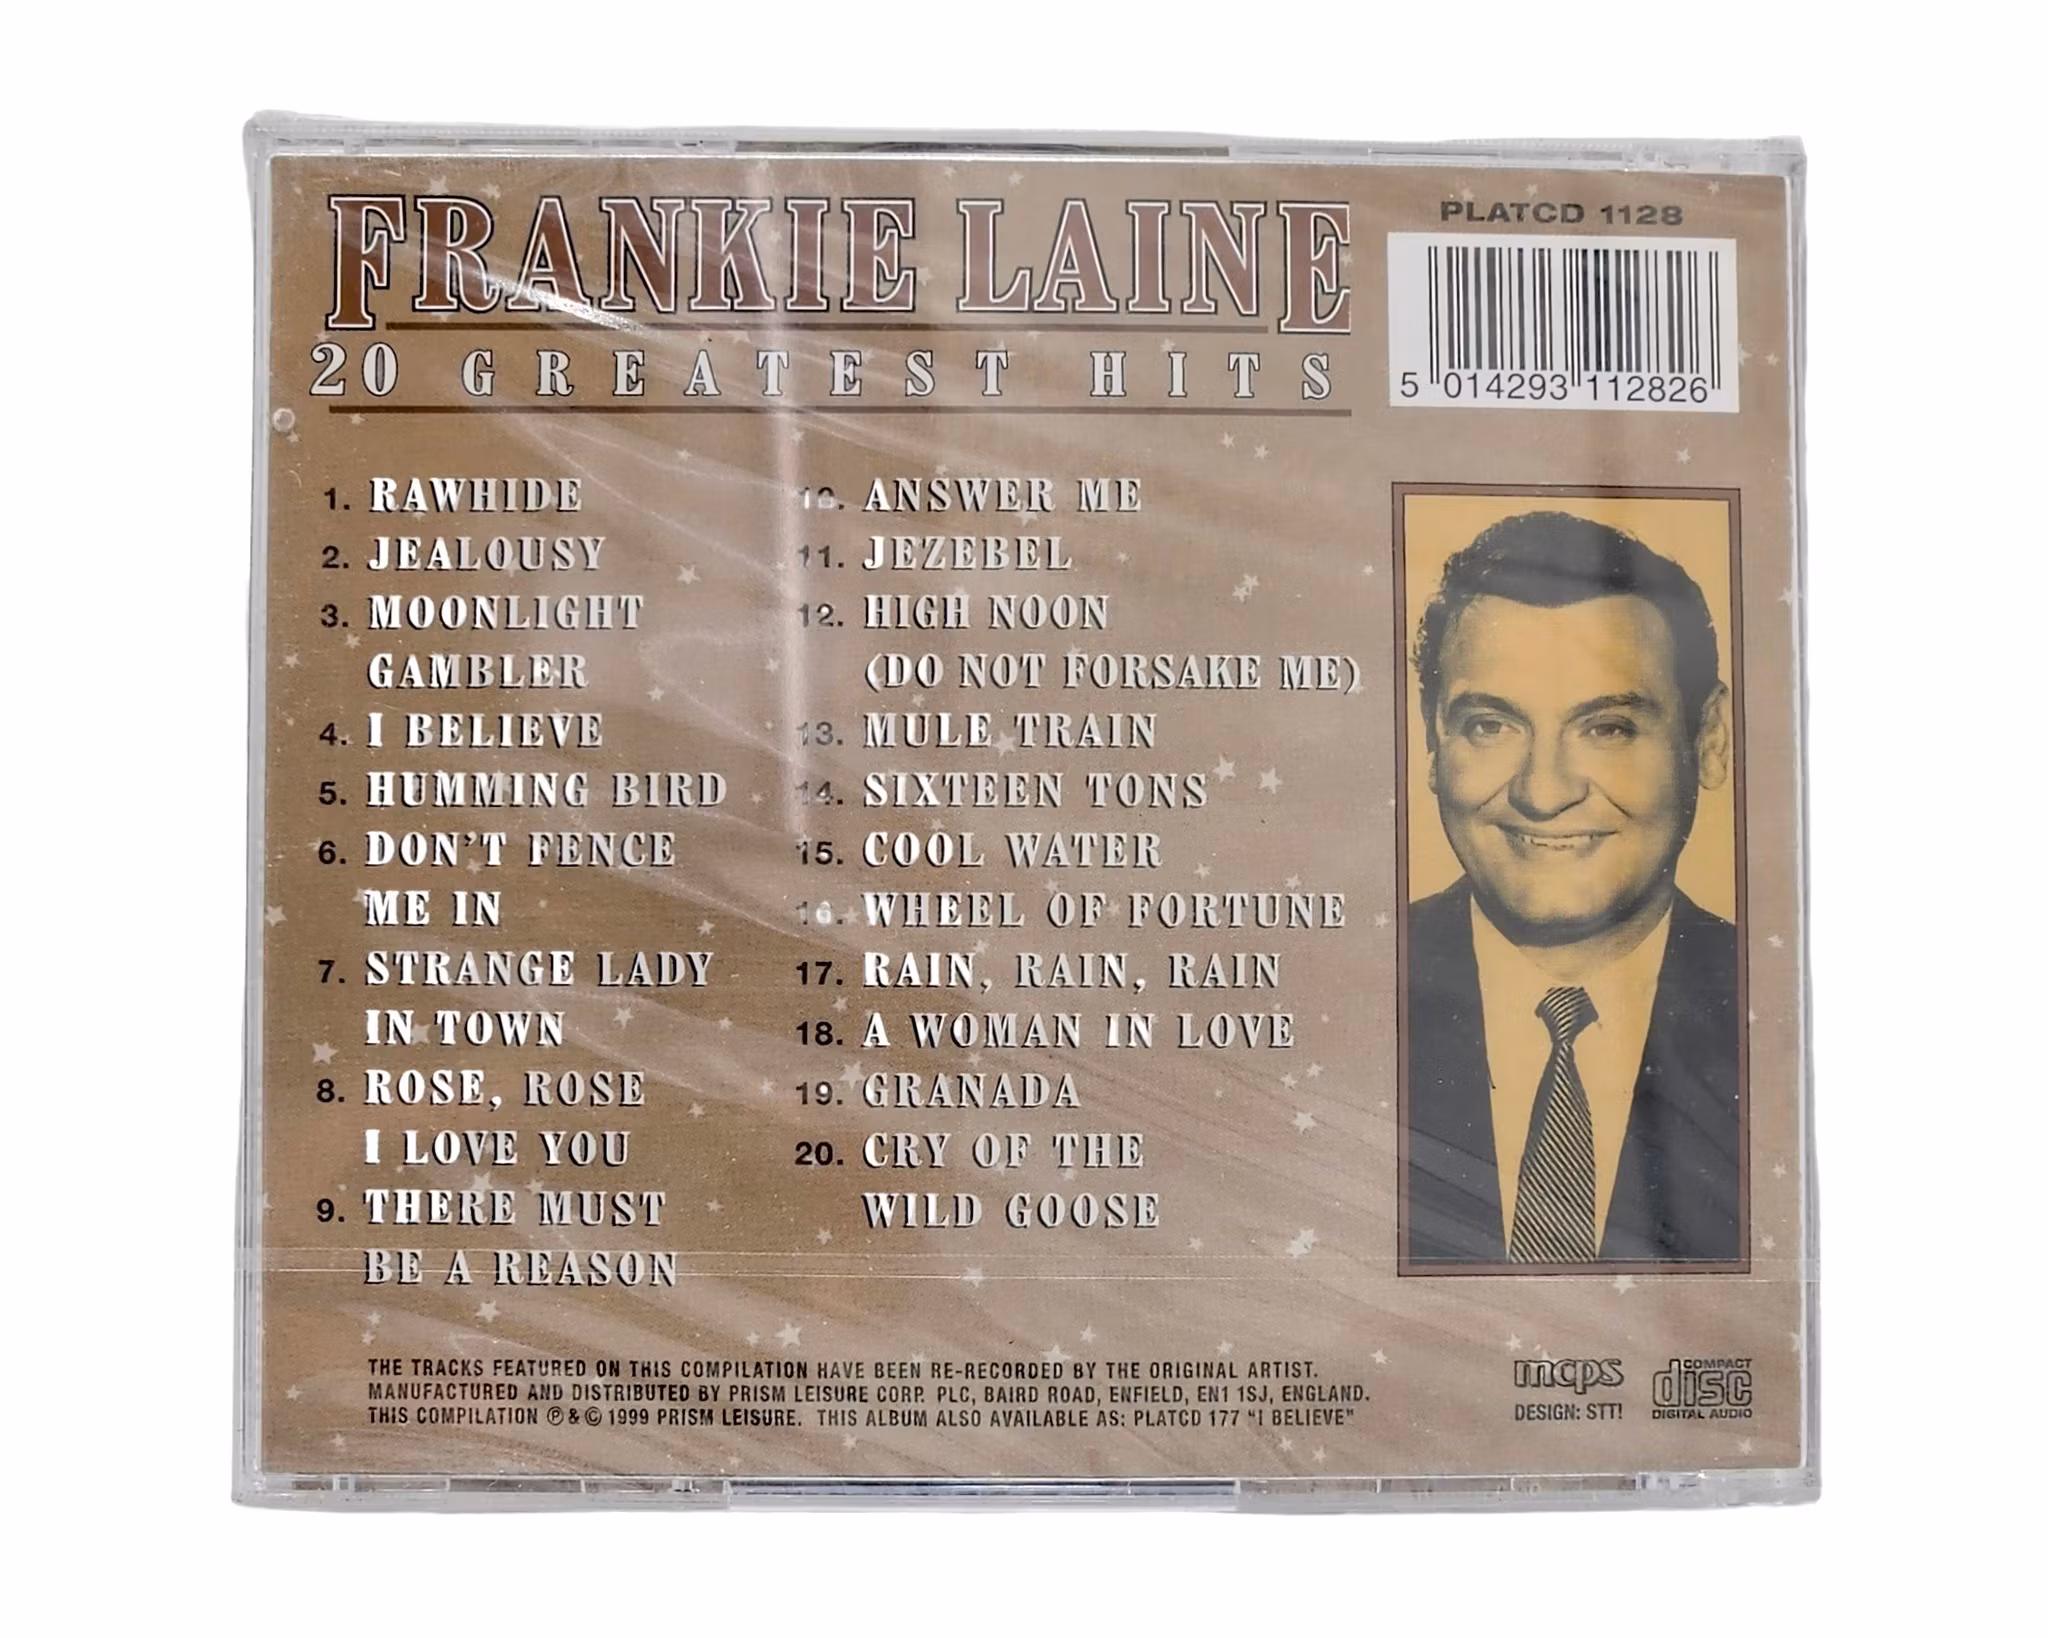 FRANKIE LAINE
20 GREATEST HITS
PLATCD 1128
5 014293 112826
1. RAWHIDE
2. JEALOUSY
3. MOONLIGHT
GAMBLER
4. I BELIEVE
5. HUMMING BIRD
6. DON'T FENCE
ME IN
7. STRANGE LADY
IN TOWN
8. ROSE, ROSE
I LOVE YOU
9. THERE MUST
BE A REASON
10. ANSWER ME
11. JEZEBEL
12. HIGH NOON
(DO NOT FORSAKE ME)
13. MULE TRAIN
14. SIXTEEN TONS
15. COOL WATER
16. WHEEL OF FORTUNE
17. RAIN, RAIN, RAIN
18. A WOMAN IN LOVE
19. GRANADA
20. CRY OF THE
WILD GOOSE
THE TRACKS FEATURED ON THIS COMPILATION HAVE BEEN RE-RECORDED BY THE ORIGINAL ARTIST.
MANUFACTURED AND DISTRIBUTED BY PRISM LEISURE CORP. PLC, BAIRD ROAD, ENFIELD, EN1 1SJ, ENGLAND.
THIS COMPILATION ℗ & © 1999 PRISM LEISURE. THIS ALBUM ALSO AVAILABLE AS: PLATCD 177 "I BELIEVE"
mcps
DESIGN: STT!
COMPACT
disc
DIGITAL AUDIO